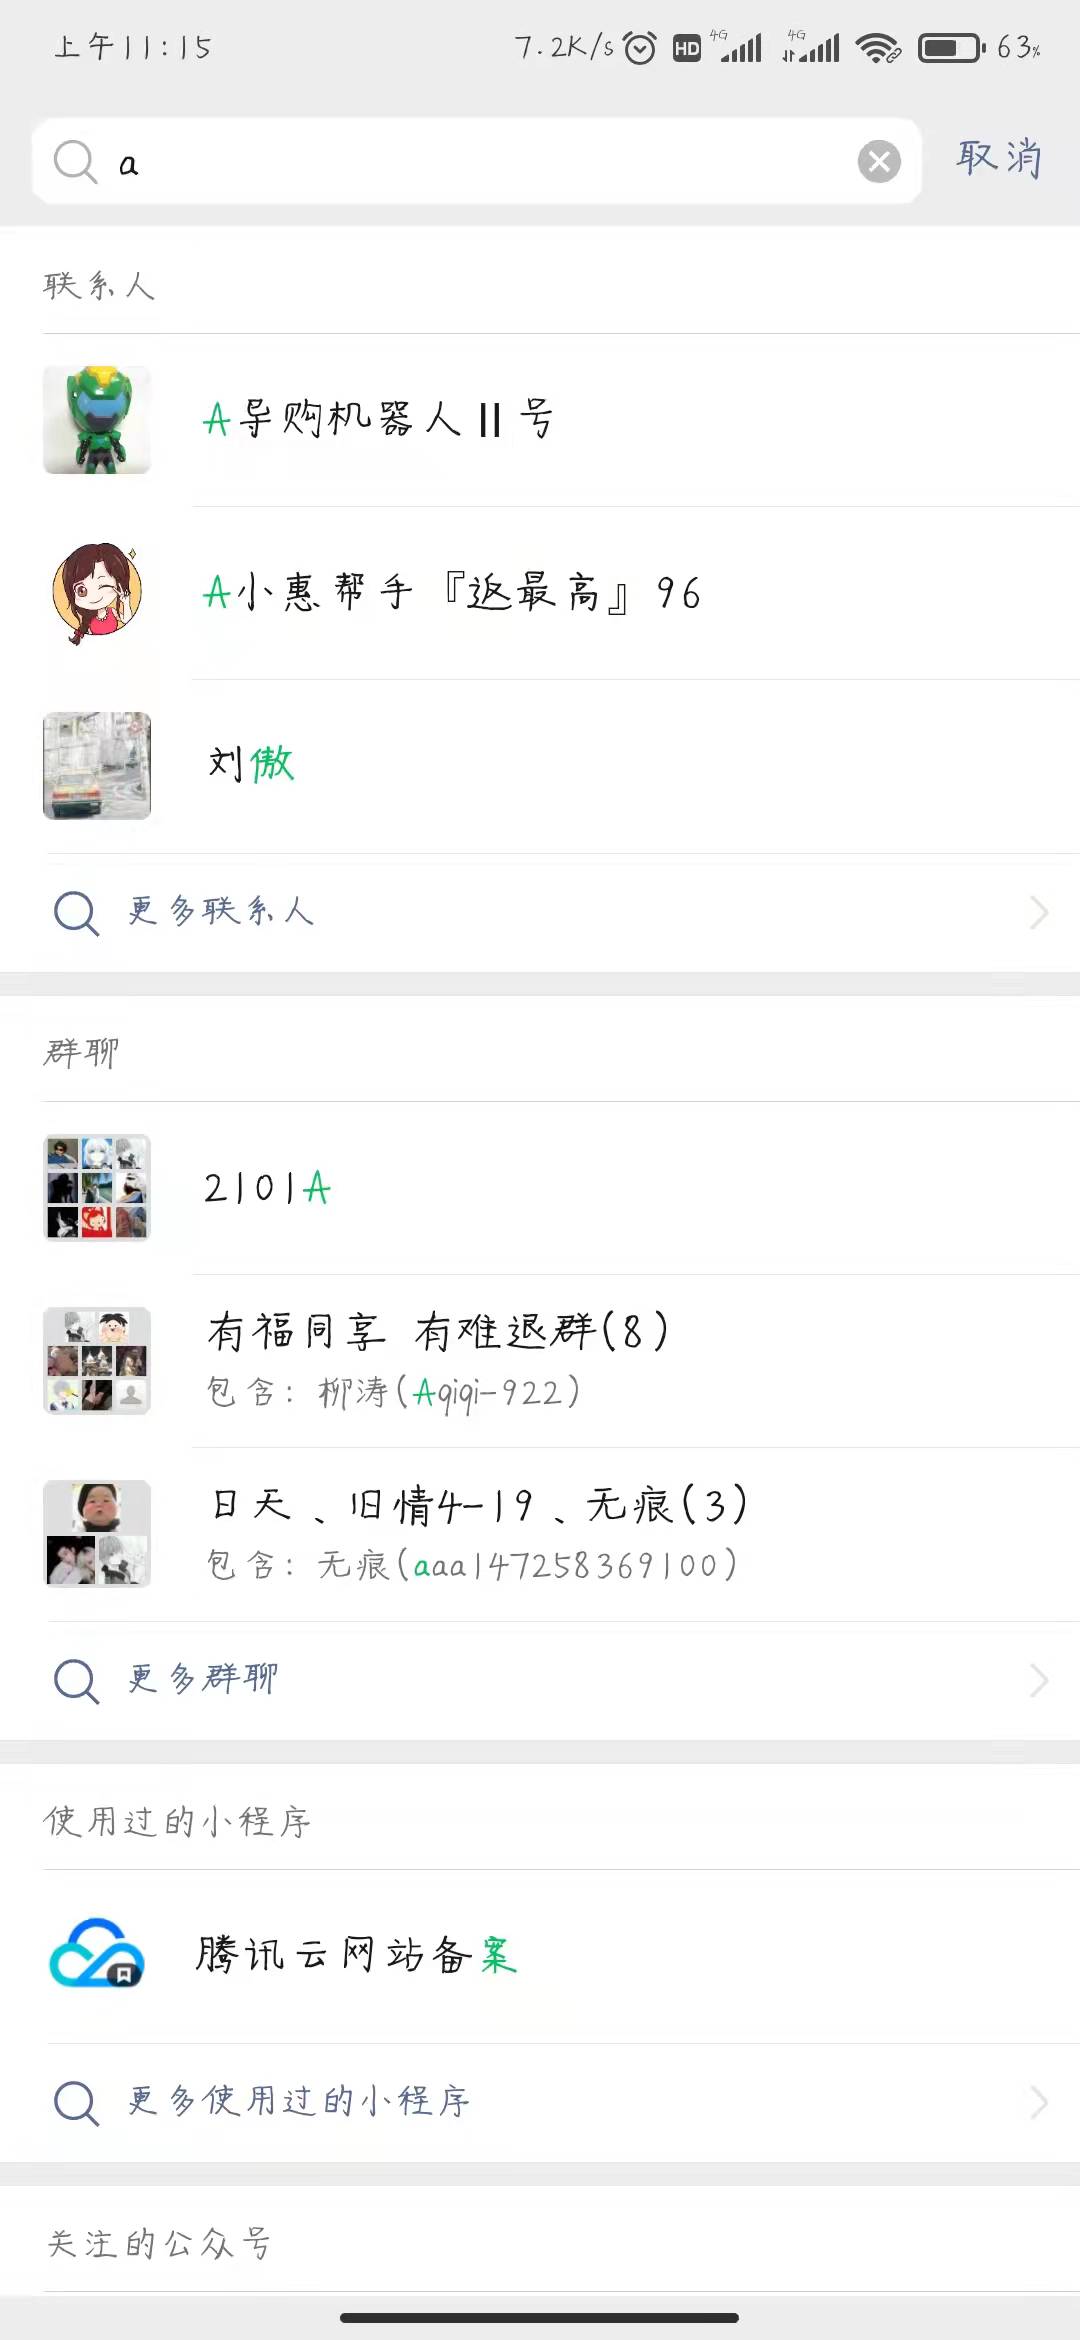 上午11:15
7.2K/s HD 4G 4G 63%
a
取消
联系人
A导购机器人Ⅱ号
A小惠帮手『返最高』96
刘傲
更多联系人
群聊
2101A
有福同享 有难退群(8)
包含: 柳涛(Aqiqi-922)
日天、旧情4-19、无痕(3)
包含: 无痕(aaa147258369100)
更多群聊
使用过的小程序
腾讯云网站备案
更多使用过的小程序
关注的公众号